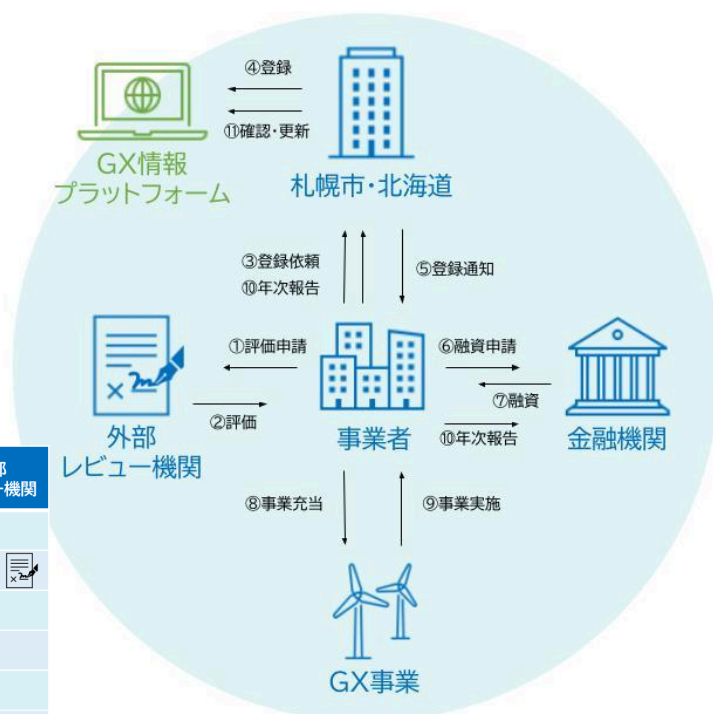 ④登録
⑪確認・更新
GX情報
プラットフォーム
札幌市・北海道
③登録依頼
⑩年次報告
⑤登録通知
①評価申請
⑥融資申請
⑦融資
②評価
⑩年次報告
外部
レビュー機関
事業者
金融機関
機関
⑧事業充当
⑨事業実施
GX事業